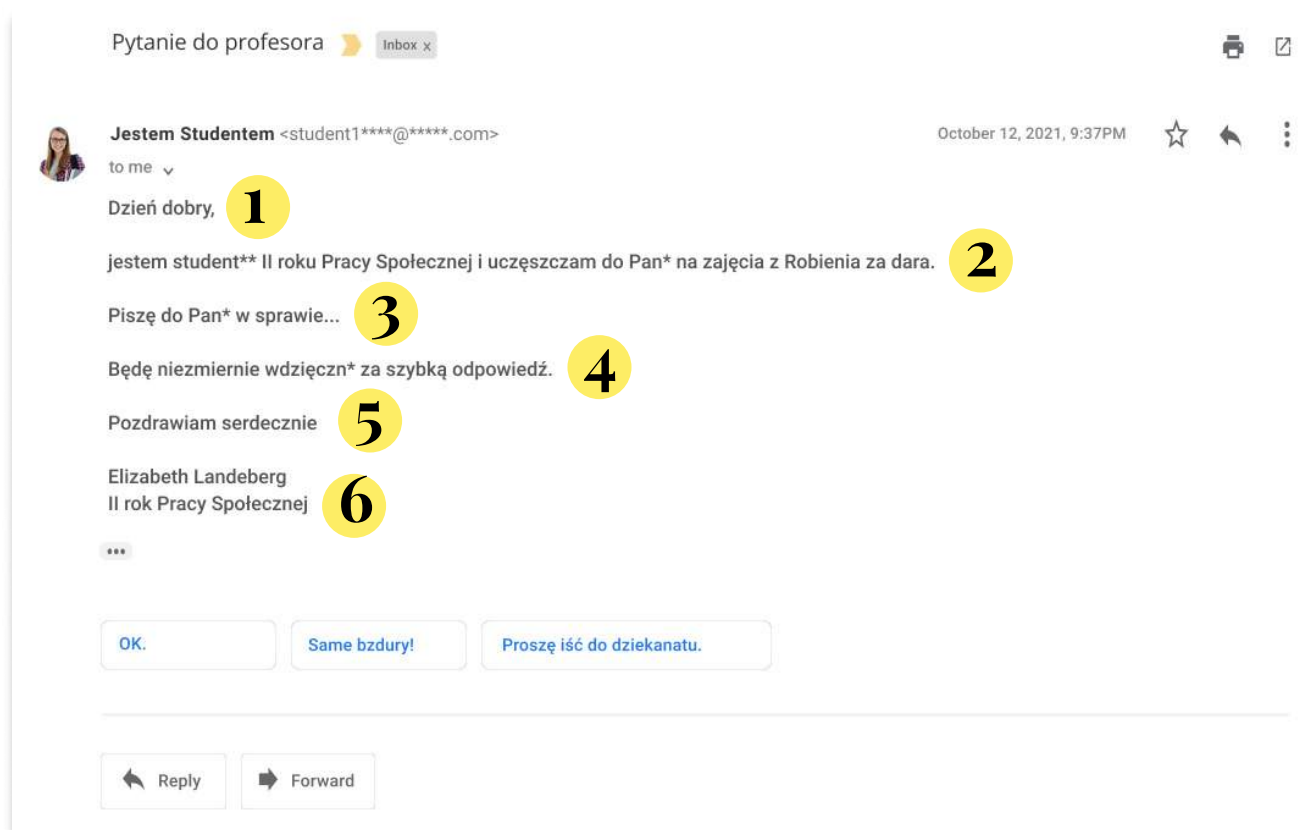 Pytanie do profesora Inbox x
Jestem Studentem <student1****@*****.com> October 12, 2021, 9:37PM
to me
Dzień dobry, 1
jestem student** II roku Pracy Społecznej i uczęszczam do Pan* na zajęcia z Robienia za dara. 2
Piszę do Pan* w sprawie... 3
Będę niezmiernie wdzięczn* za szybką odpowiedź. 4
Pozdrawiam serdecznie 5
Elizabeth Landeberg
II rok Pracy Społecznej 6
OK. Same bzdury! Proszę iść do dziekanatu.
Reply Forward